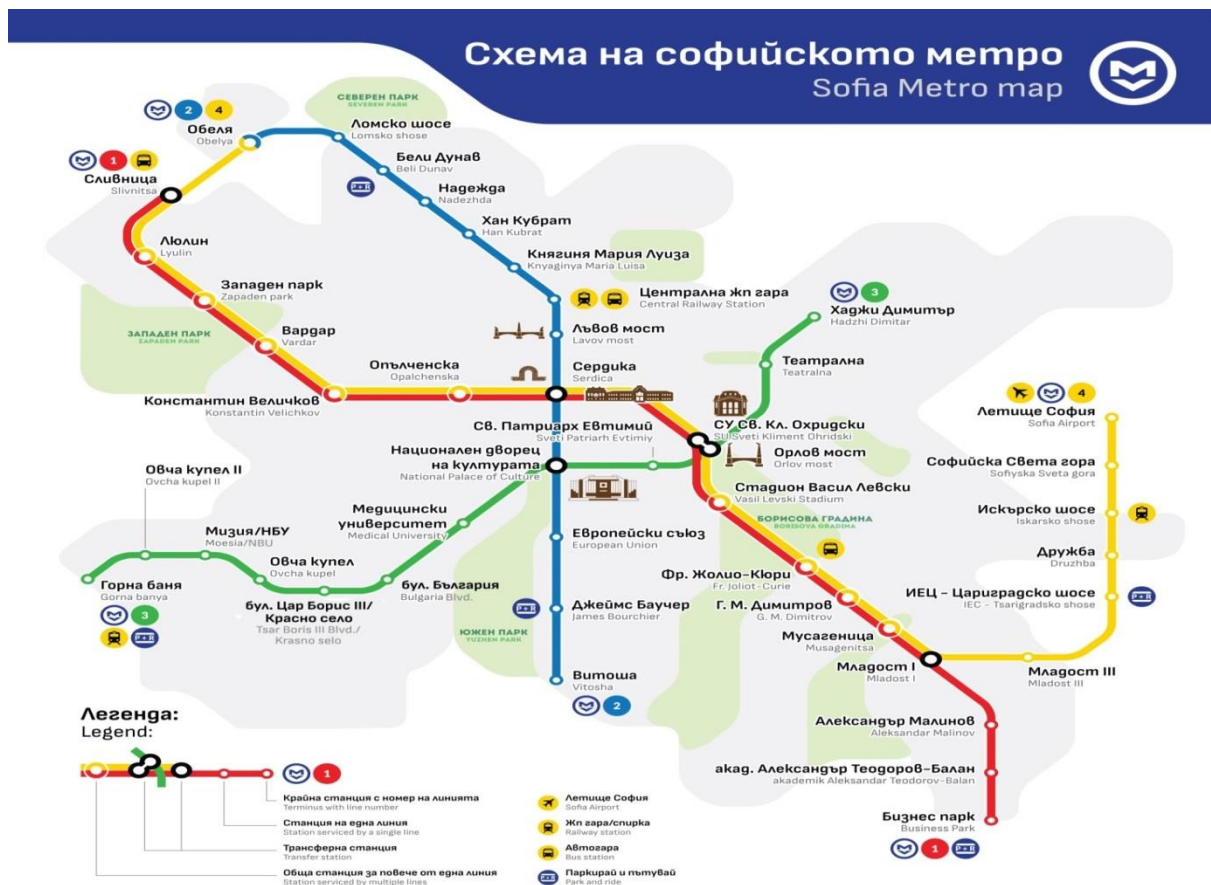 Схема на софийското метро
Sofia Metro map
СЕВЕРЕН ПАРК
SEVEREN PARK
2 4
Обеля
Obelya
Ломско шосе
Lomsko shose
1
Сливница
Slivnitsa
Бели Дунав
Beli Dunav
P+R
Надежда
Nadezhda
Хан Кубрат
Han Kubrat
Люлин
Lyulin
Княгиня Мария Луиза
Knyaginya Maria Luisa
Западен парк
Zapaden park
Централна жп гара
Central Railway Station
3
Хаджи Димитър
Hadzhi Dimitar
ЗАПАДЕН ПАРК
ZAPADEN PARK
Вардар
Vardar
Лъвов мост
Lavov most
Опълченска
Opalchenska
Сердика
Serdica
Театрална
Teatralna
Константин Величков
Konstantin Velichkov
4
Летище София
Sofia Airport
Св. Патриарх Евтимий
Sveti Patriarh Evtimiy
СУ Св. Кл. Охридски
SU Sveti Kliment Ohridski
Национален дворец
на културата
National Palace of Culture
Орлов мост
Orlov most
Овча купел II
Ovcha kupel II
Софийска Света гора
Sofiyska Sveta gora
Стадион Васил Левски
Vasil Levski Stadium
Медицински
университет
Medical University
Искърско шосе
Iskarsko shose
БОРИСОВА ГРАДИНА
BORISOVA GRADINA
Мизия/НБУ
Moesia/NBU
Европейски съюз
European Union
Дружба
Druzhba
Овча купел
Ovcha kupel
Фр. Жолио-Кюри
Fr. Joliot-Curie
Горна баня
Gorna banya
3
P+R
бул. България
Bulgaria Blvd.
бул. Цар Борис III/
Красно село
Tsar Boris III Blvd./
Krasno selo
P+R
Джеймс Баучер
James Bourchier
Г. М. Димитров
G. M. Dimitrov
ИЕЦ - Цариградско шосе
IEC - Tsarigradsko shose
P+R
ЮЖЕН ПАРК
YUZHEN PARK
Мусагеница
Musagenitsa
Младост I
Mladost I
Младост III
Mladost III
Витоша
Vitosha
2
Александър Малинов
Aleksandar Malinov
акад. Александър Теодоров-Балан
akademik Aleksandar Teodorov-Balan
Бизнес парк
Business Park
1 P+R
Легенда:
Legend:
1
Крайна станция с номер на линията
Terminus with line number
Станция на една линия
Station serviced by a single line
Трансферна станция
Transfer station
Обща станция за повече от една линия
Station serviced by multiple lines
Летище София
Sofia Airport
Жп гара/спирка
Railway station
Автогара
Bus station
P+R
Паркирай и пътувай
Park and ride